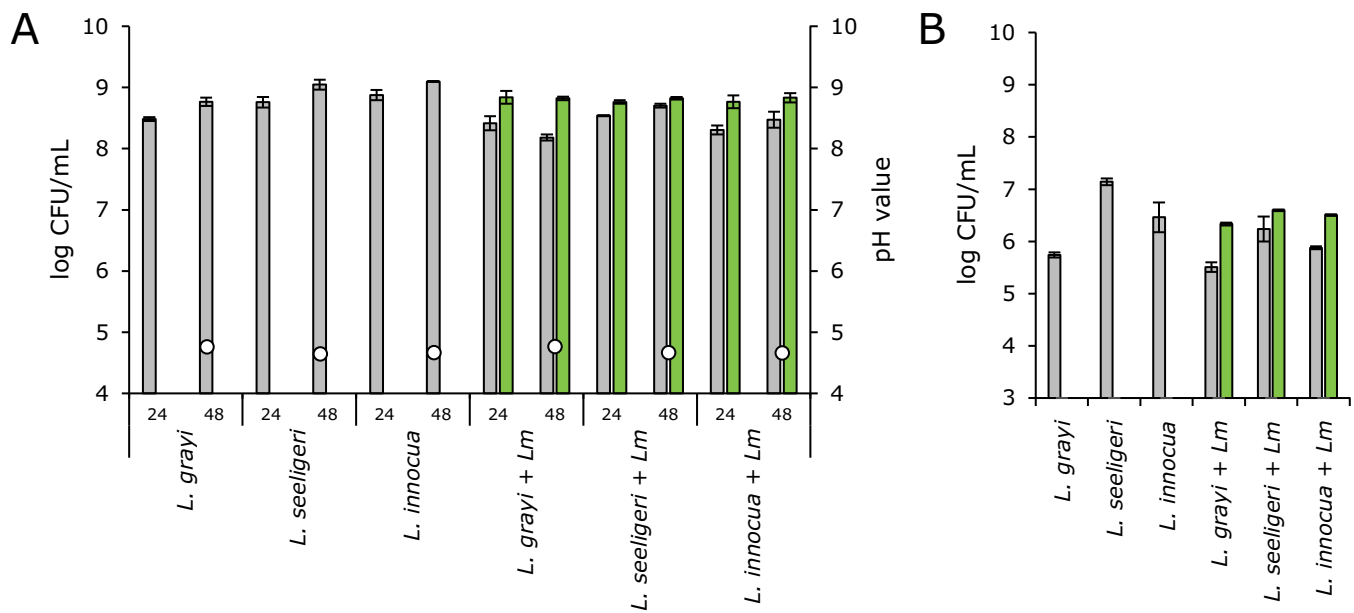 A
log CFU/mL
10
9
8
7
6
5
4
24 48 24 48 24 48 24 48 24 48 24 48
L. grayi
L. seeligeri
L. innocua
L. grayi + Lm
L. seeligeri + Lm
L. innocua + Lm
10
9
8
7
6
5
4
pH value
B
log CFU/mL
10
9
8
7
6
5
4
3
L. grayi
L. seeligeri
L. innocua
L. grayi + Lm
L. seeligeri + Lm
L. innocua + Lm